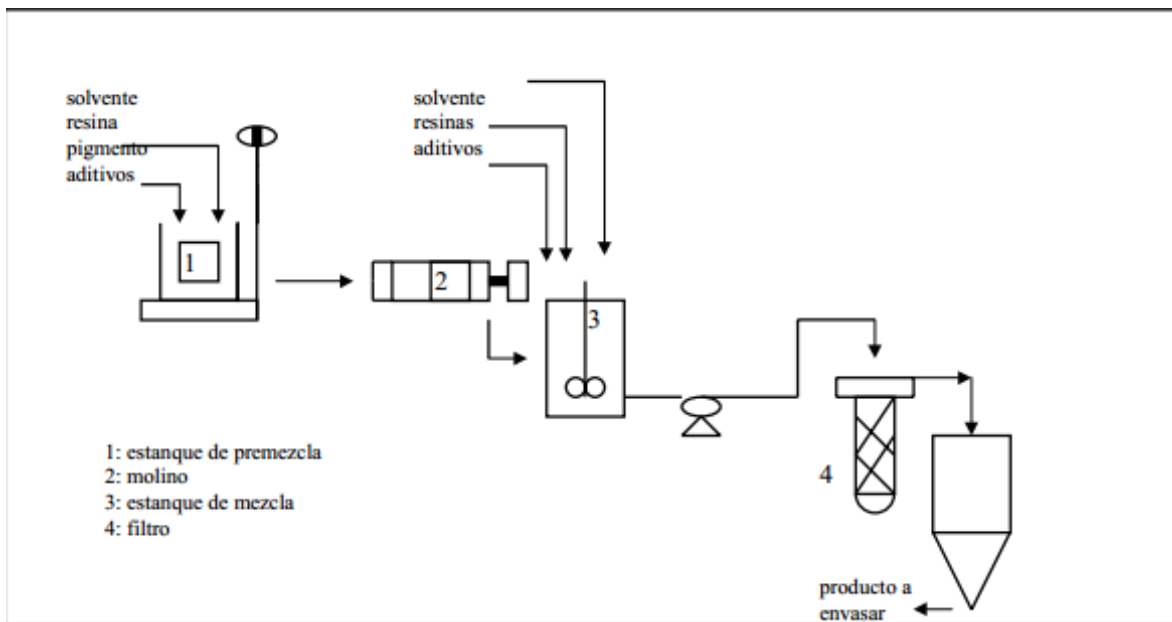 solvente
resina
pigmento
aditivos
solvente
resinas
aditivos
1
2
3
4
1: estanque de premezcla
2: molino
3: estanque de mezcla
4: filtro
producto a
envasar